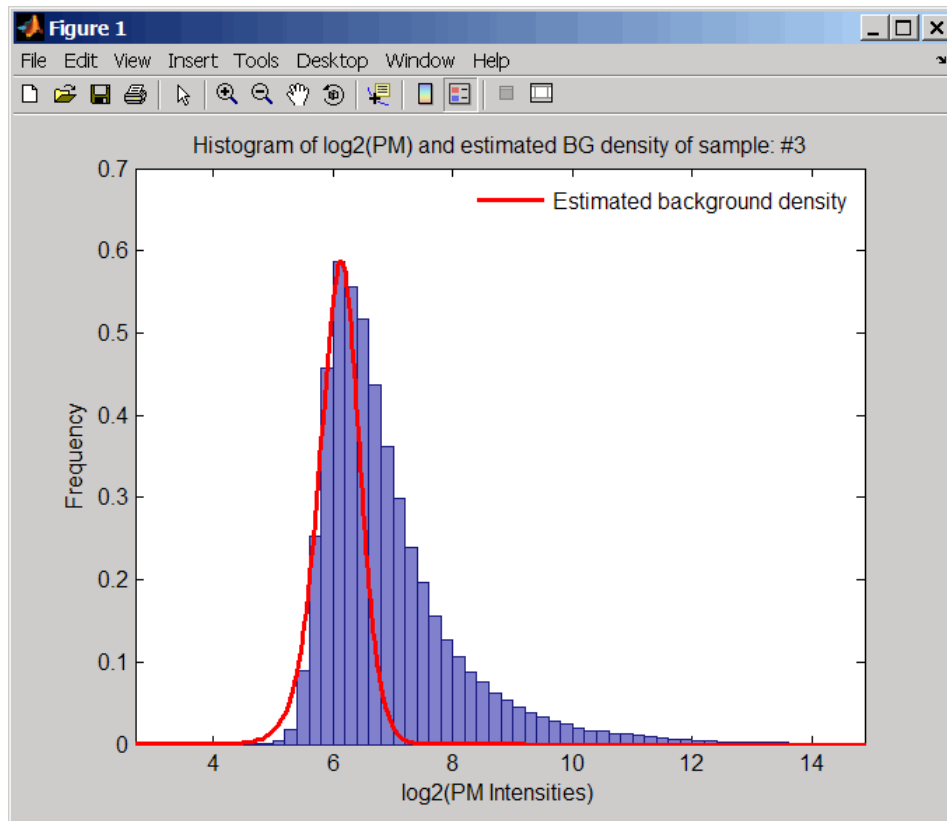 Figure 1
File Edit View Insert Tools Desktop Window Help
Histogram of log2(PM) and estimated BG density of sample: #3
0.7
Estimated background density
0.6
0.5
0.4
0.3
0.2
0.1
0
Frequency
4 6 8 10 12 14
log2(PM Intensities)